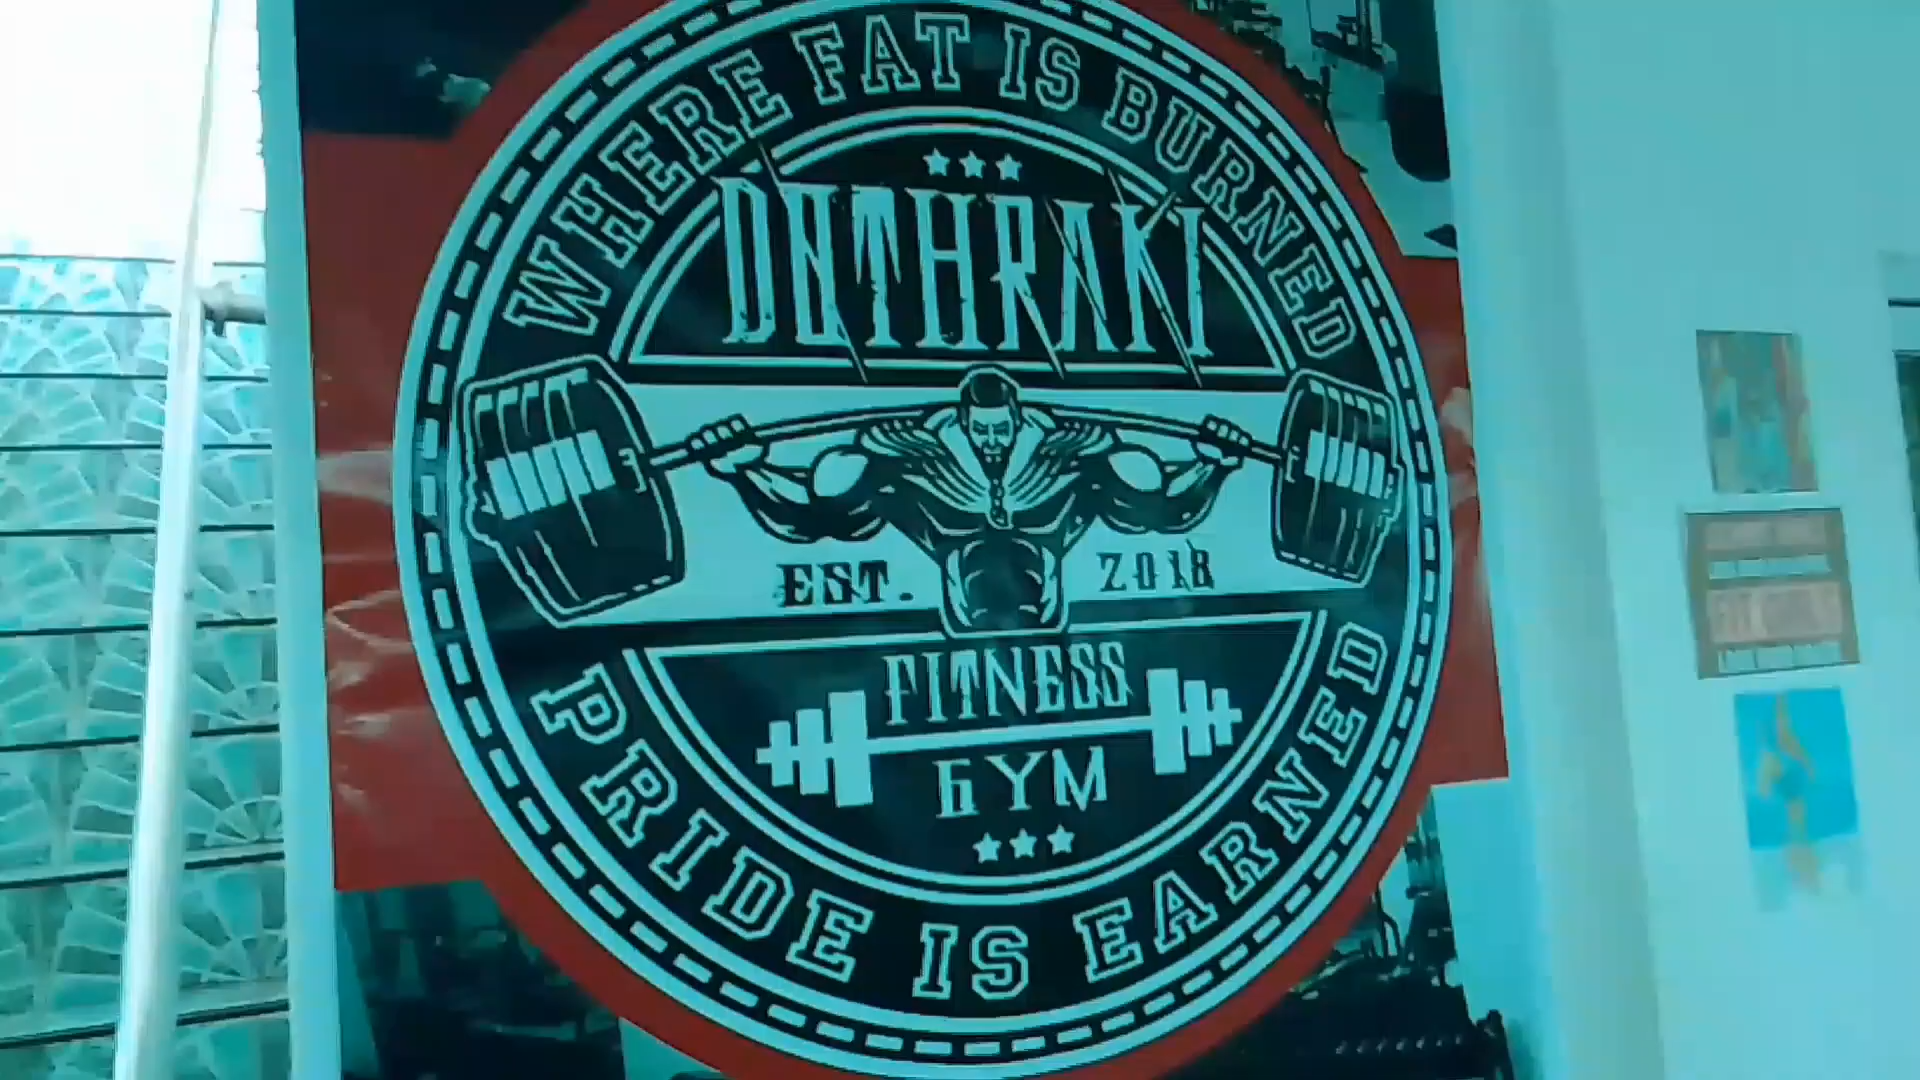 WHERE FAT IS BURNED
DOTHRAKI
EST. 2018
FITNESS
GYM
PRIDE IS EARNED